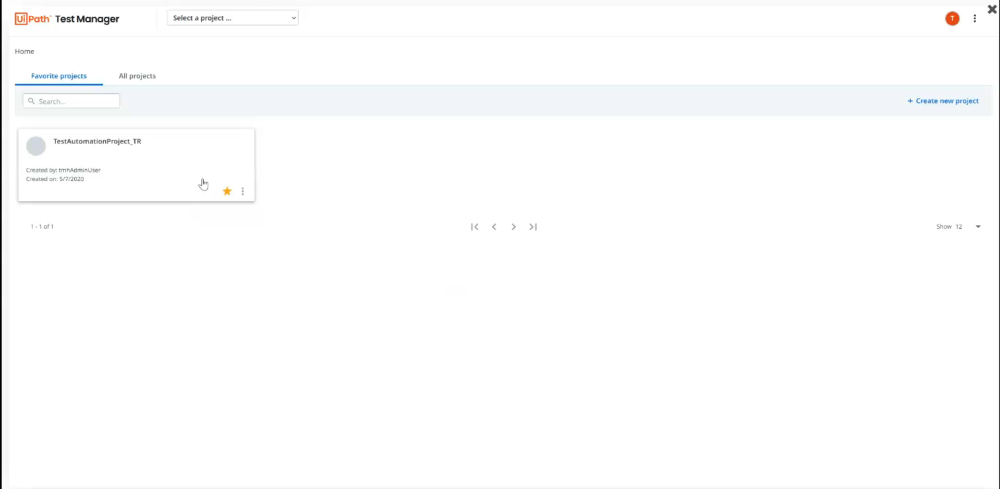 UiPath™ Test Manager
Select a project ...
T
Home
Favorite projects
All projects
Search...
+ Create new project
TestAutomationProject_TR
Created by: tmhAdminUser
Created on: 5/7/2020
1 - 1 of 1
Show 12